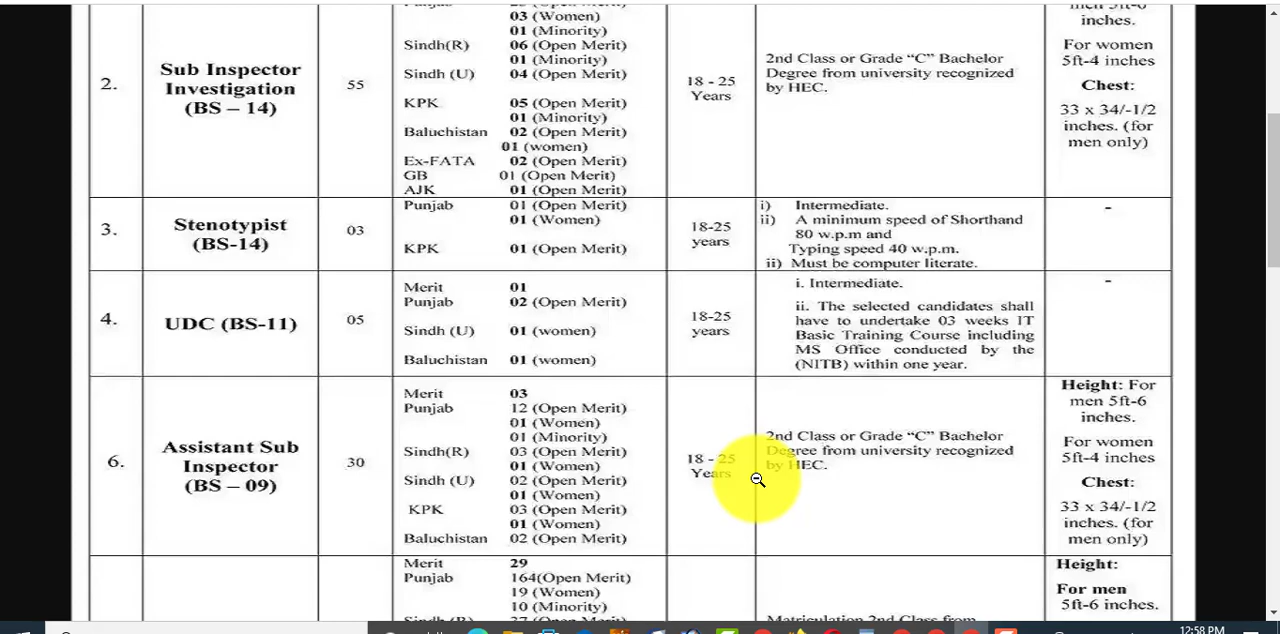 03 (Women)
01 (Minority)
Sindh(R) 06 (Open Merit)
01 (Minority)
Sindh (U) 04 (Open Merit)
KPK 05 (Open Merit)
01 (Minority)
Baluchistan 02 (Open Merit)
01 (women)
Ex-FATA 02 (Open Merit)
GB 01 (Open Merit)
AJK 01 (Open Merit)
2.
Sub Inspector
Investigation
(BS – 14)
55
18 - 25
Years
2nd Class or Grade “C” Bachelor
Degree from university recognized
by HEC.
inches.
For women
5ft-4 inches
Chest:
33 x 34/-1/2
inches. (for
men only)
3.
Stenotypist
(BS-14)
03
Punjab 01 (Open Merit)
01 (Women)
KPK 01 (Open Merit)
18-25
years
i) Intermediate.
ii) A minimum speed of Shorthand
80 w.p.m and
Typing speed 40 w.p.m.
ii) Must be computer literate.
-
4.
UDC (BS-11)
05
Merit 01
Punjab 02 (Open Merit)
Sindh (U) 01 (women)
Baluchistan 01 (women)
18-25
years
i. Intermediate.
ii. The selected candidates shall
have to undertake 03 weeks IT
Basic Training Course including
MS Office conducted by the
(NITB) within one year.
-
6.
Assistant Sub
Inspector
(BS – 09)
30
Merit 03
Punjab 12 (Open Merit)
01 (Women)
01 (Minority)
Sindh(R) 03 (Open Merit)
01 (Women)
Sindh (U) 02 (Open Merit)
01 (Women)
KPK 03 (Open Merit)
01 (Women)
Baluchistan 02 (Open Merit)
18 - 25
Years
2nd Class or Grade “C” Bachelor
Degree from university recognized
by HEC.
Height: For
men 5ft-6
inches.
For women
5ft-4 inches
Chest:
33 x 34/-1/2
inches. (for
men only)
Merit 29
Punjab 164(Open Merit)
19 (Women)
10 (Minority)
Matriculation 2nd Class from
Height:
For men
5ft-6 inches.
12:58 PM